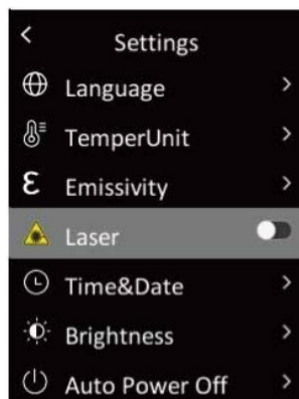 Settings
Language
TemperUnit
Ɛ Emissivity
Laser
Time&Date
Brightness
Auto Power Off